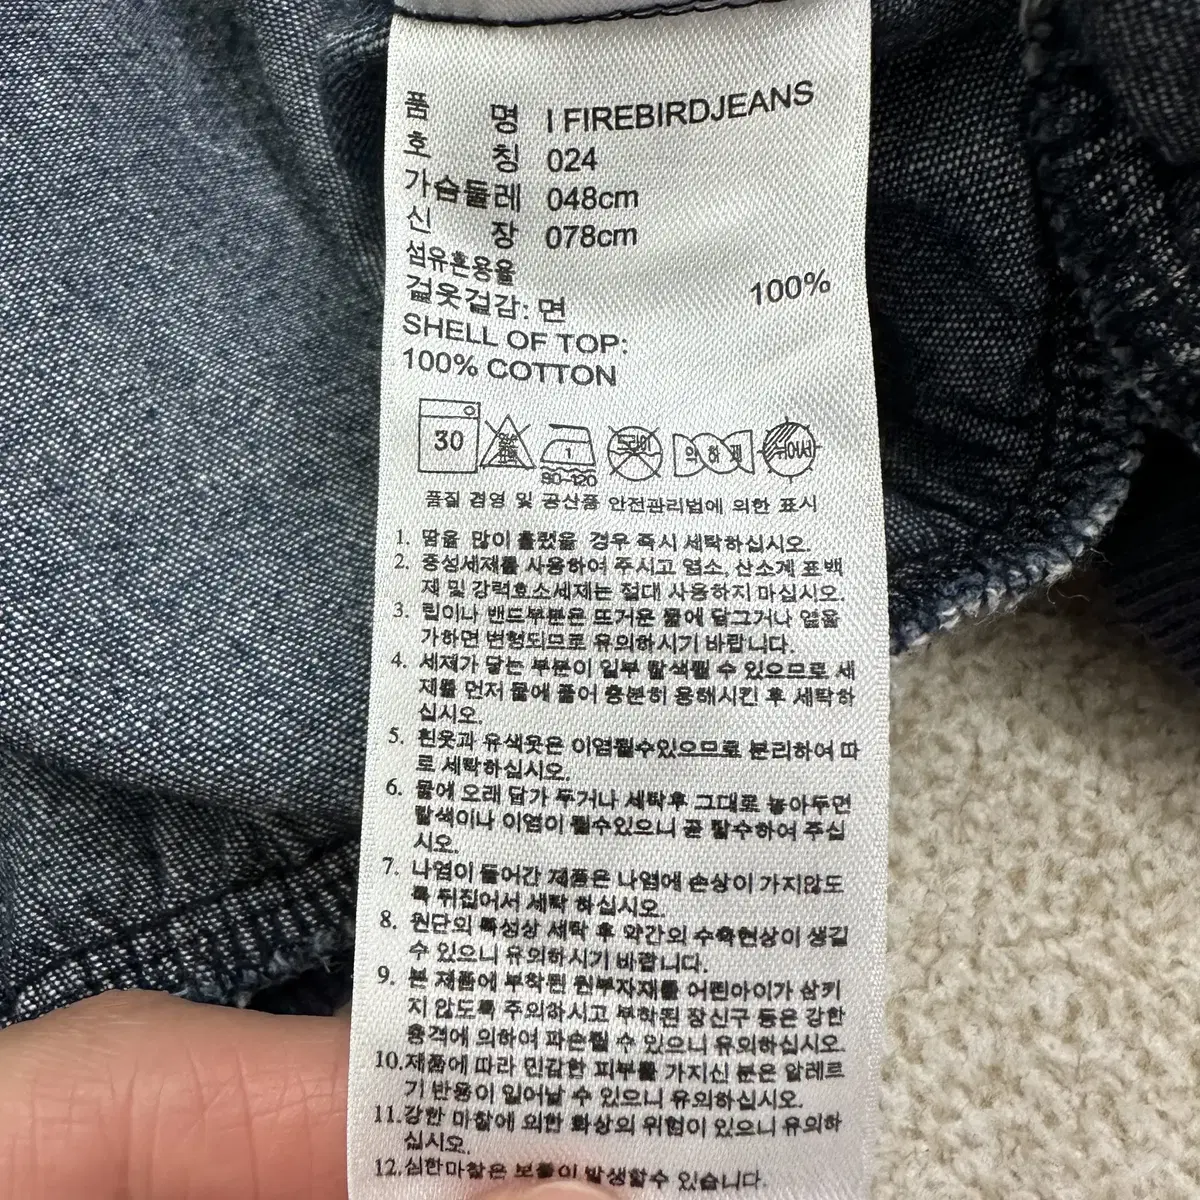 품 명 I FIREBIRDJEANS
호 칭 024
가슴둘레 048cm
신 장 078cm
섬유혼용율
겉옷겉감: 면 100%
SHELL OF TOP:
100% COTTON
30
1
80~120
드라이
약하게
뉘어서
품질 경영 및 공산품 안전관리법에 의한 표시
1. 땀을 많이 흘렸을 경우 즉시 세탁하십시오.
2. 중성세제를 사용하여 주시고 염소, 산소계 표백
제 및 강력효소세제는 절대 사용하지 마십시오.
3. 립이나 밴드부분은 뜨거운 물에 담그거나 열을
가하면 변형되므로 유의하시기 바랍니다.
4. 세제가 닿는 부분이 일부 탈색될 수 있으므로 세
제를 먼저 물에 풀어 충분히 용해시킨 후 세탁하
십시오.
5. 흰옷과 유색옷은 이염될수있으므로 분리하여 따
로 세탁하십시오.
6. 물에 오래 담가 두거나 세탁후 그대로 놓아두면
탈색이나 이염이 될수있으니 곧 탈수하여 주십
시오.
7. 나염이 들어간 제품은 나염에 손상이 가지않도
록 뒤집어서 세탁 하십시오.
8. 원단의 특성상 세탁 후 약간의 수축현상이 생길
수 있으니 유의하시기 바랍니다.
9. 본 제품에 부착된 원부자재를 어린아이가 삼키
지 않도록 주의하시고 부착된 장신구 등은 강한
충격에 의하여 파손될 수 있으니 유의하십시오.
10.제품에 따라 민감한 피부를 가지신 분은 알레르
기 반응이 일어날 수 있으니 유의하십시오.
11.강한 마찰에 의한 화상의 위험이 있으니 유의하
십시오.
12.심한마찰은 보풀이 발생할수 있습니다.